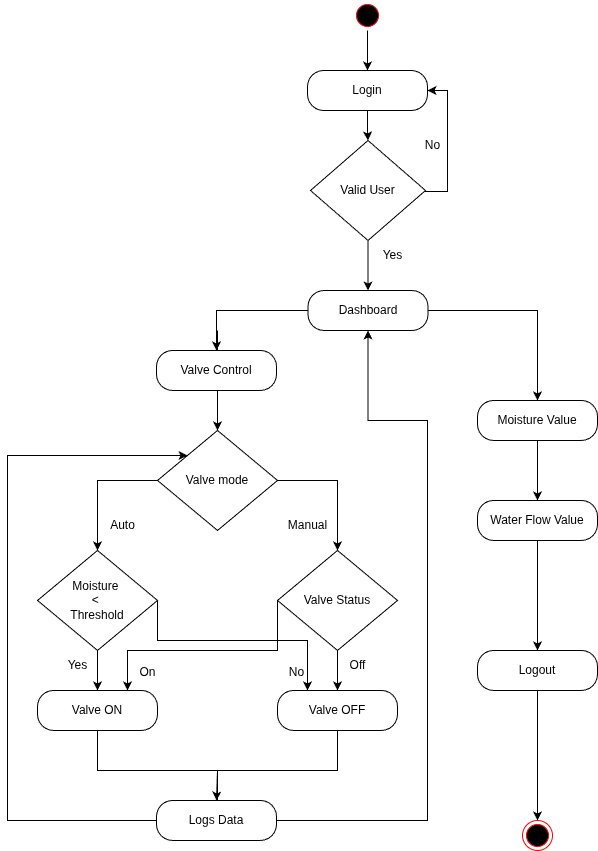 Login
No
Valid User
Yes
Dashboard
Valve Control
Moisture Value
Valve mode
Water Flow Value
Auto
Manual
Moisture
<
Threshold
Valve Status
Yes
On
No
Off
Logout
Valve ON
Valve OFF
Logs Data